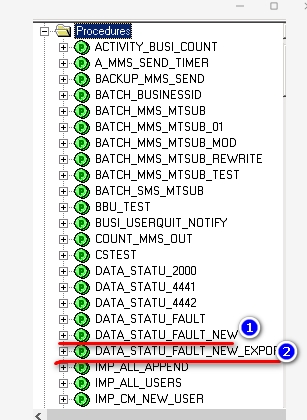 Procedures
ACTIVITY_BUSI_COUNT
A_MMS_SEND_TIMER
BACKUP_MMS_SEND
BATCH_BUSINESSID
BATCH_MMS_MTSUB
BATCH_MMS_MTSUB_01
BATCH_MMS_MTSUB_MOD
BATCH_MMS_MTSUB_REWRITE
BATCH_MMS_MTSUB_TEST
BATCH_SMS_MTSUB
BBU_TEST
BUSI_USERQUIT_NOTIFY
COUNT_MMS_OUT
CSTEST
DATA_STATU_2000
DATA_STATU_4441
DATA_STATU_4442
DATA_STATU_FAULT
DATA_STATU_FAULT_NEW 1
DATA_STATU_FAULT_NEW_EXPO 2
IMP_ALL_APPEND
IMP_ALL_USERS
IMP_CM_NEW_USER